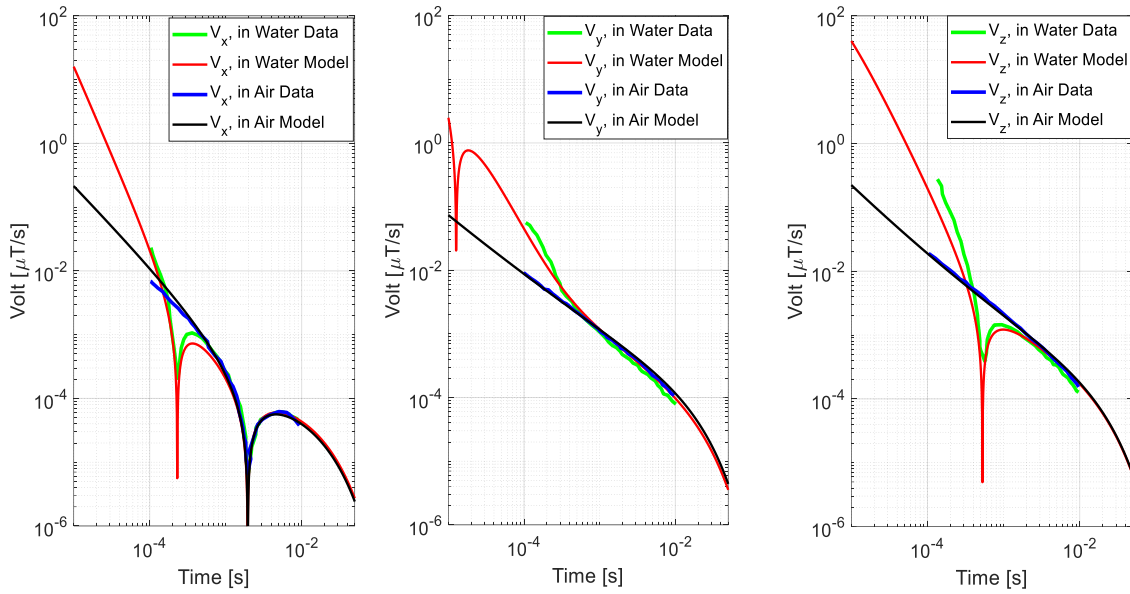 10^2
10^0
10^-2
10^-4
10^-6
Volt [μT/s]
10^-4
10^-2
Time [s]
V_x, in Water Data
V_x, in Water Model
V_x, in Air Data
V_x, in Air Model
10^2
10^0
10^-2
10^-4
10^-6
Volt [μT/s]
10^-4
10^-2
Time [s]
V_y, in Water Data
V_y, in Water Model
V_y, in Air Data
V_y, in Air Model
10^2
10^0
10^-2
10^-4
10^-6
Volt [μT/s]
10^-4
10^-2
Time [s]
V_z, in Water Data
V_z, in Water Model
V_z, in Air Data
V_z, in Air Model